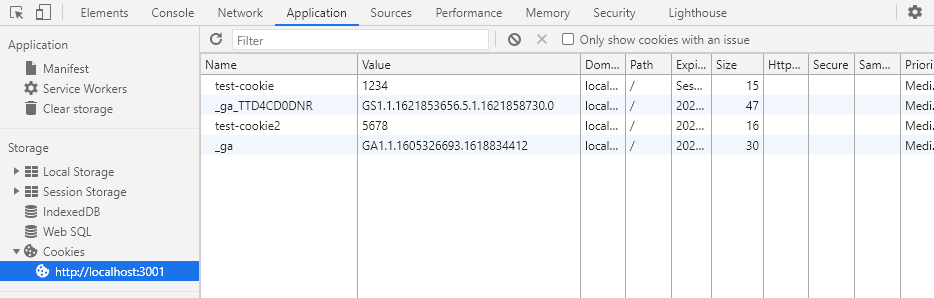 Elements Console Network Application Sources Performance Memory Security Lighthouse
Application
Manifest
Service Workers
Clear storage
Storage
Local Storage
Session Storage
IndexedDB
Web SQL
Cookies
http://localhost:3001
Filter Only show cookies with an issue
Name Value Dom... Path Expi... Size Http... Secure Sam... Priori
test-cookie 1234 local... / Ses... 15 Medi...
_ga_TTD4CD0DNR GS1.1.1621853656.5.1.1621858730.0 local... / 202... 47 Medi...
test-cookie2 5678 local... / 202... 16 Medi...
_ga GA1.1.1605326693.1618834412 local... / 202... 30 Medi...